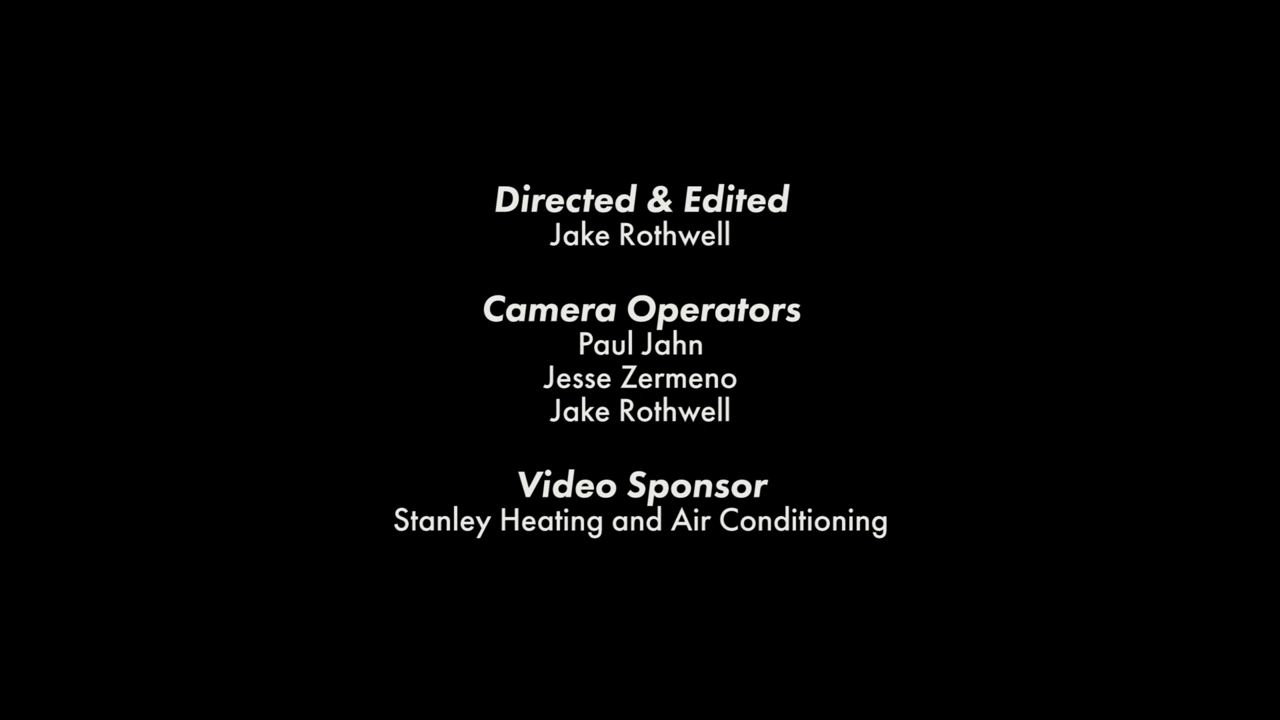 Directed & Edited
Jake Rothwell
Camera Operators
Paul Jahn
Jesse Zermeno
Jake Rothwell
Video Sponsor
Stanley Heating and Air Conditioning